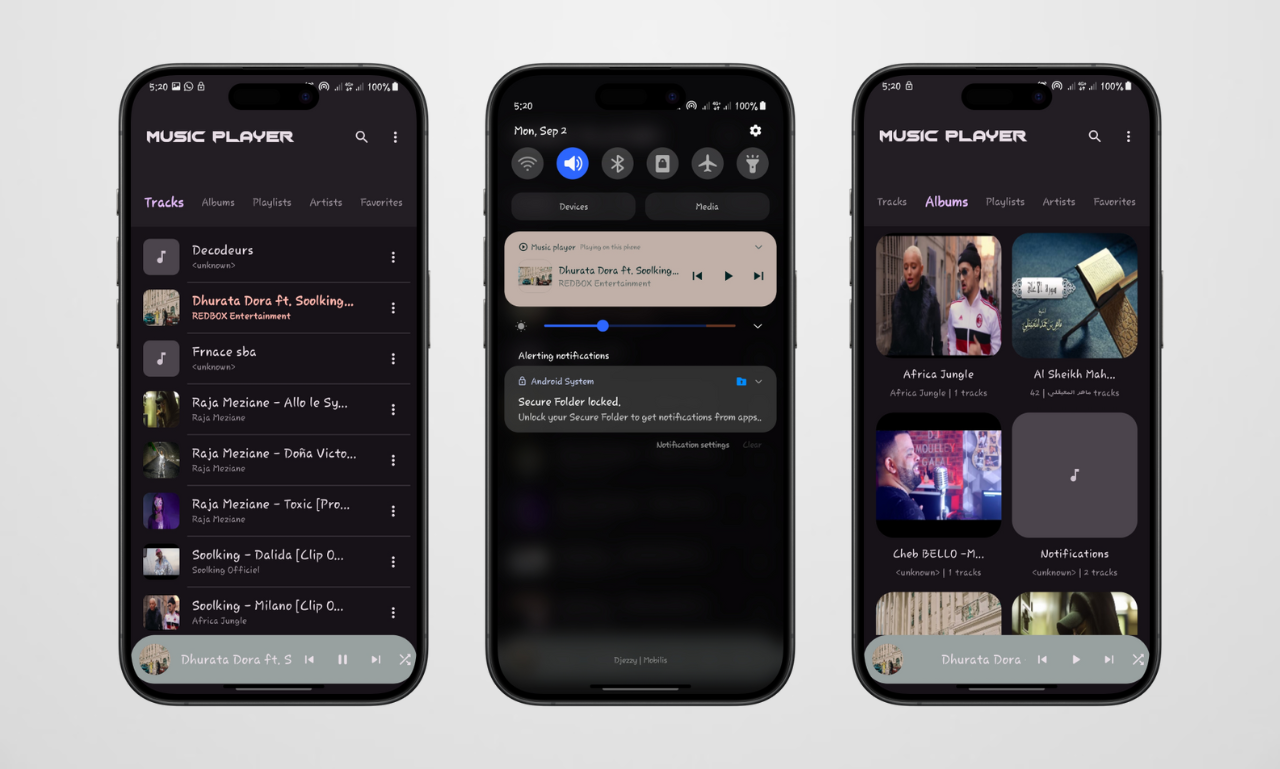 5:20
100%
MUSIC PLAYER
Tracks Albums Playlists Artists Favorites
Decodeurs
<unknown>
Dhurata Dora ft. Soolking...
REDBOX Entertainment
Frnace sba
<unknown>
Raja Meziane - Allo le Sy...
Raja Meziane
Raja Meziane - Doña Victo...
Raja Meziane
Raja Meziane - Toxic [Pro...
Raja Meziane
Soolking - Dalida [Clip O...
Soolking Officiel
Soolking - Milano [Clip O...
Africa Jungle
Dhurata Dora ft. S
5:20
100%
Mon, Sep 2
Devices
Media
Music player Playing on this phone
Dhurata Dora ft. Soolking...
REDBOX Entertainment
Alerting notifications
Android System
Secure Folder locked.
Unlock your Secure Folder to get notifications from apps..
Notification settings Clear
Djezzy | Mobilis
5:20
100%
MUSIC PLAYER
Tracks Albums Playlists Artists Favorites
Africa Jungle
Africa Jungle | 1 tracks
Al Sheikh Mah...
42 | ماهر المعيقلي tracks
MOULLEY
GALAL
Cheb BELLO -M...
<unknown> | 1 tracks
Notifications
<unknown> | 2 tracks
Dhurata Dora